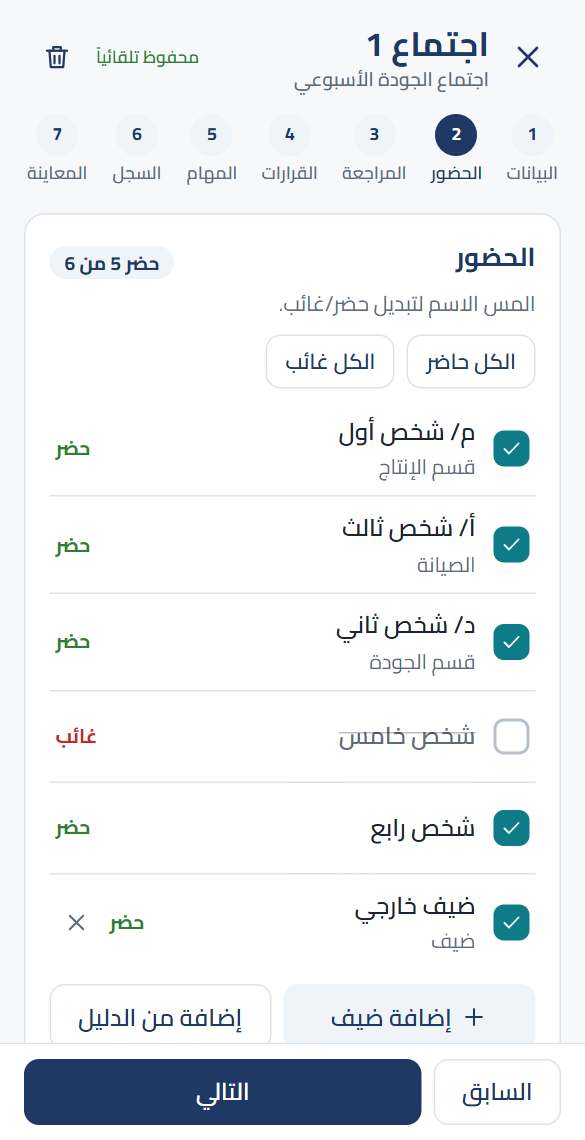 اجتماع 1
محفوظ تلقائياً
اجتماع الجودة الأسبوعي
1 2 3 4 5 6 7
البيانات الحضور المراجعة القرارات المهام السجل المعاينة
الحضور
حضر 5 من 6
المس الاسم لتبديل حضر/غائب.
الكل حاضر
الكل غائب
م/ شخص أول
قسم الإنتاج
حضر
أ/ شخص ثالث
الصيانة
حضر
د/ شخص ثاني
قسم الجودة
حضر
شخص خامس
غائب
شخص رابع
حضر
ضيف خارجي
ضيف
حضر
إضافة ضيف
إضافة من الدليل
السابق
التالي